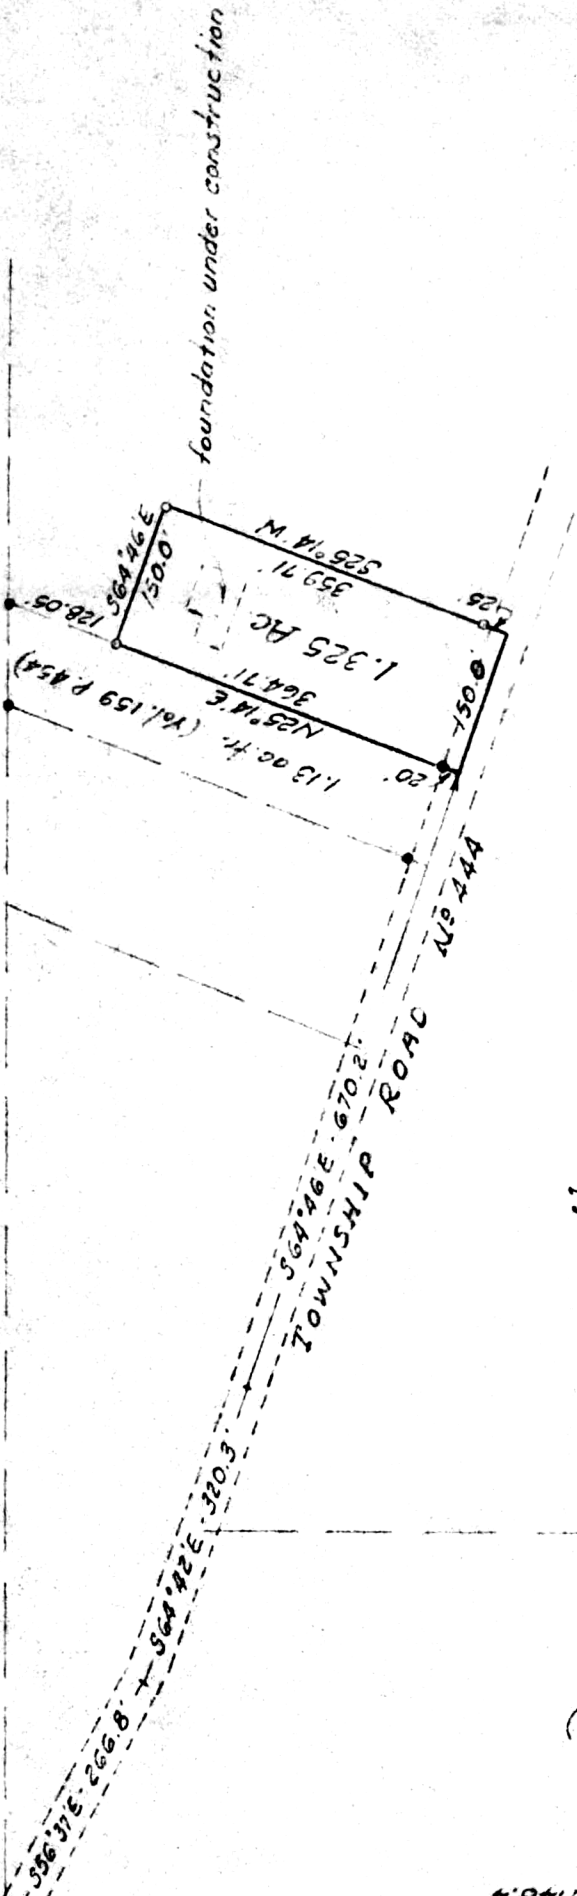 foundation under construction
128.05
S64°46'E
150.0'
S25°14'W
359.71'
1.325 Ac
N25°14'E
364.71'
1.13 ac. tr. (Vol. 159 P. 454)
25'
20'
150.0'
TOWNSHIP ROAD Nº 444
S64°46'E - 670.2'
S64°42'E - 320.3'
S56°37'E - 266.8'